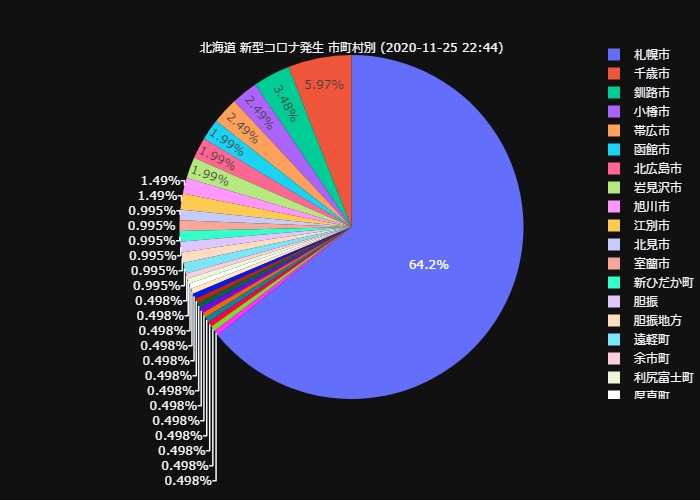 北海道 新型コロナ発生 市町村別 (2020-11-25 22:44)
64.2%
5.97%
3.48%
2.49%
2.49%
1.99%
1.99%
1.99%
1.49%
1.49%
0.995%
0.995%
0.995%
0.995%
0.995%
0.995%
0.498%
0.498%
0.498%
0.498%
0.498%
0.498%
0.498%
0.498%
0.498%
0.498%
0.498%
0.498%
0.498%
札幌市
千歳市
釧路市
小樽市
帯広市
函館市
北広島市
岩見沢市
旭川市
江別市
北見市
室蘭市
新ひだか町
胆振
胆振地方
遠軽町
余市町
利尻富士町
厚真町